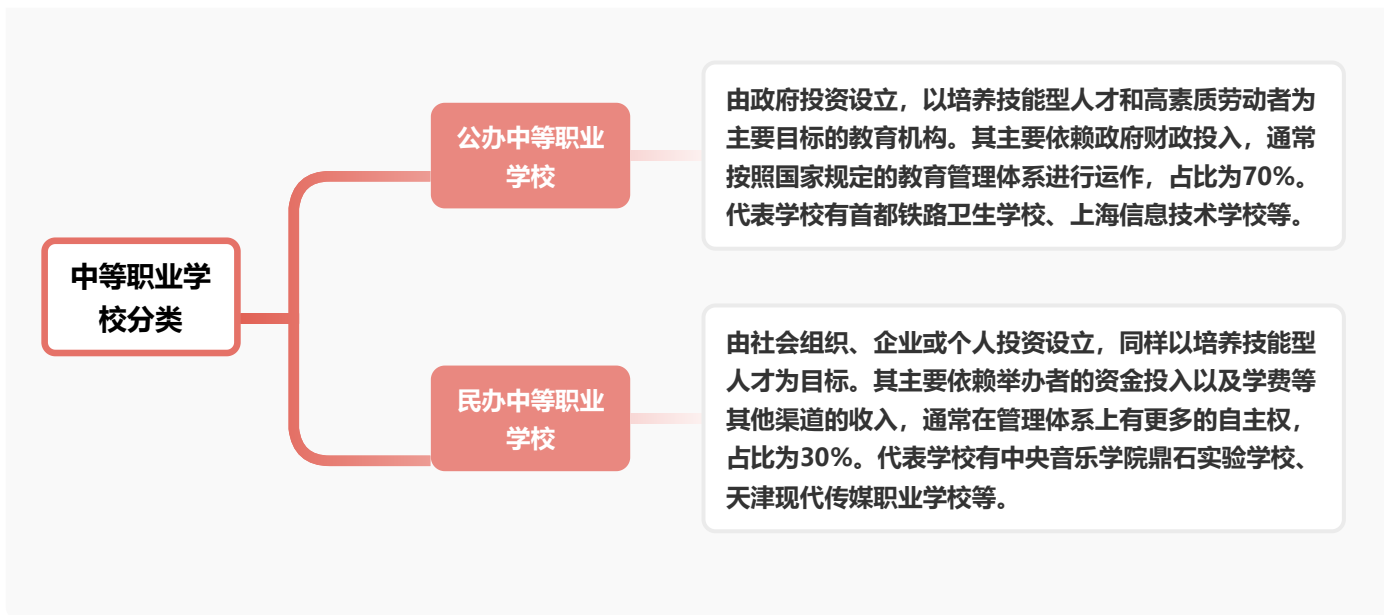 中等职业学
校分类
公办中等职业
学校
由政府投资设立，以培养技能型人才和高素质劳动者为
主要目标的教育机构。其主要依赖政府财政投入，通常
按照国家规定的教育管理体系进行运作，占比为70%。
代表学校有首都铁路卫生学校、上海信息技术学校等。
民办中等职业
学校
由社会组织、企业或个人投资设立，同样以培养技能型
人才为目标。其主要依赖举办者的资金投入以及学费等
其他渠道的收入，通常在管理体系上有更多的自主权，
占比为30%。代表学校有中央音乐学院鼎石实验学校、
天津现代传媒职业学校等。